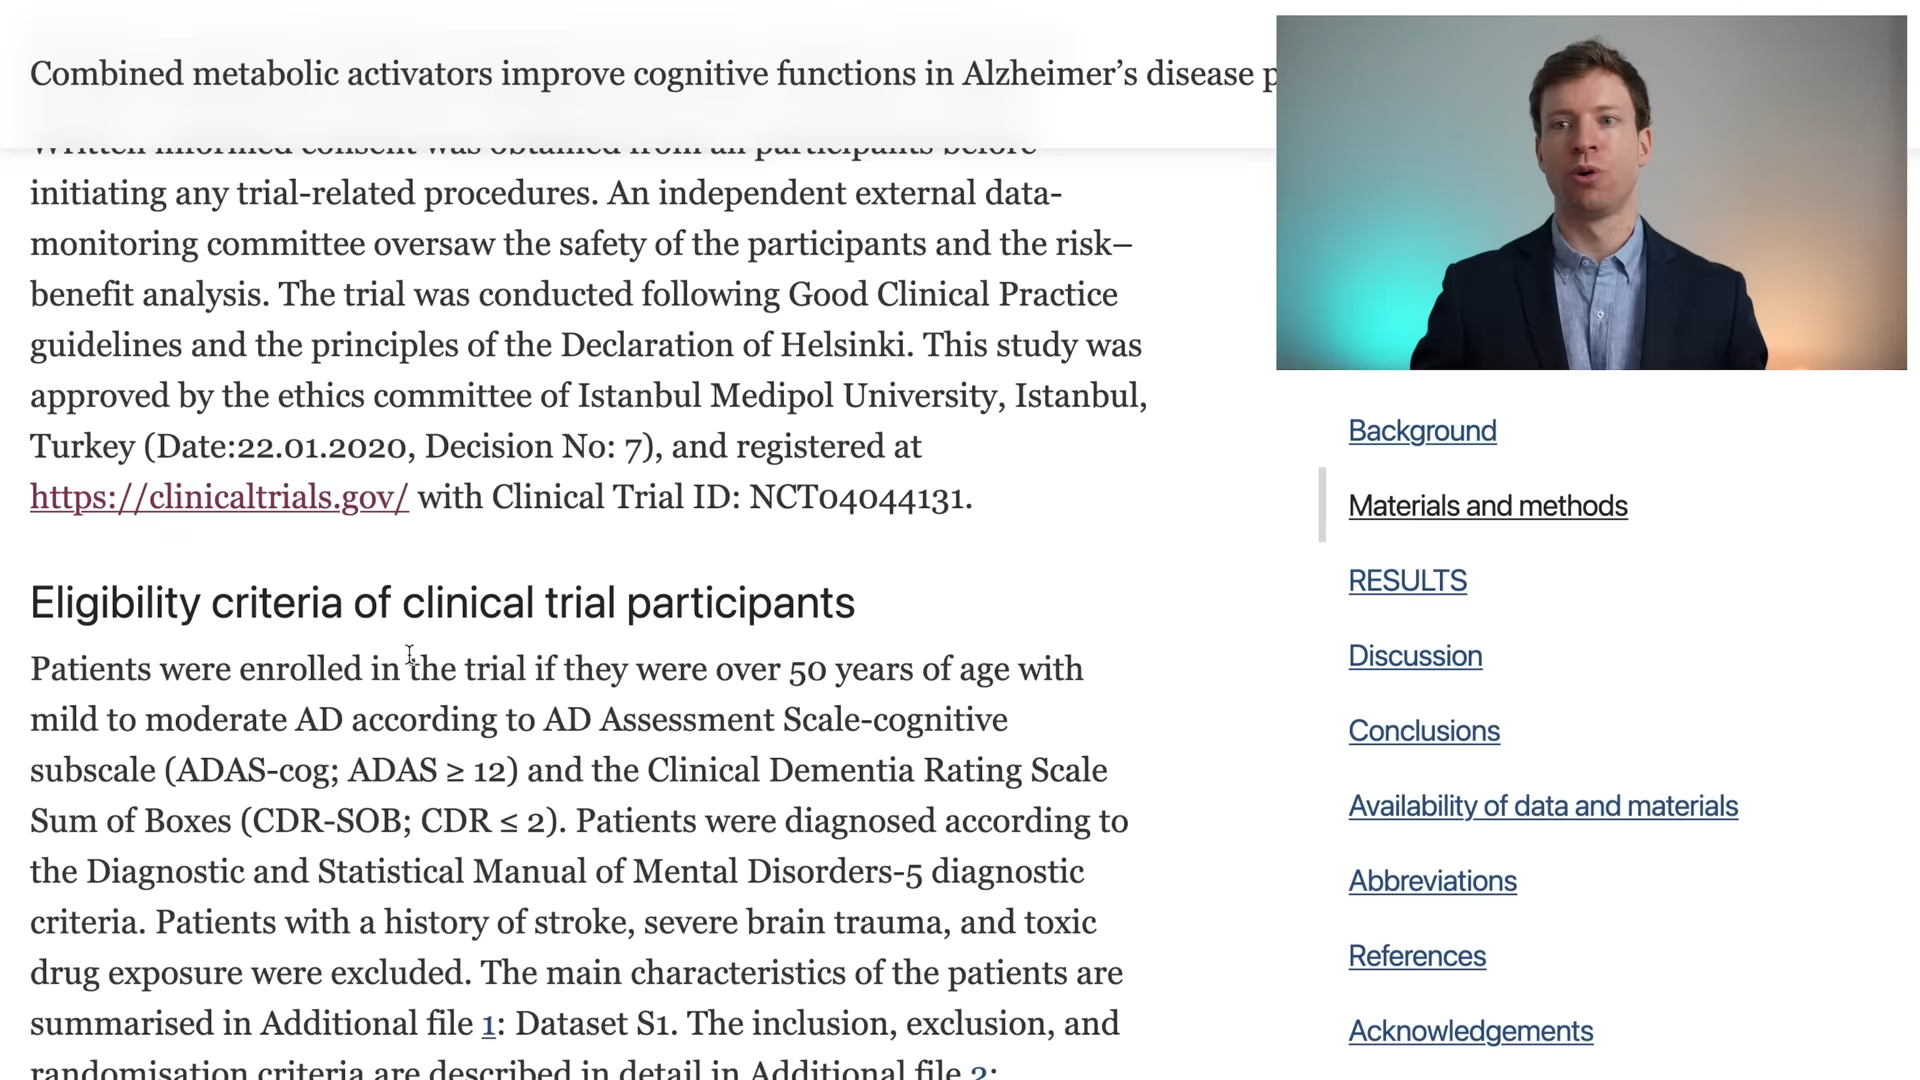 Combined metabolic activators improve cognitive functions in Alzheimer’s disease p
Written informed consent was obtained from all participants before
initiating any trial-related procedures. An independent external data-
monitoring committee oversaw the safety of the participants and the risk–
benefit analysis. The trial was conducted following Good Clinical Practice
guidelines and the principles of the Declaration of Helsinki. This study was
approved by the ethics committee of Istanbul Medipol University, Istanbul,
Turkey (Date:22.01.2020, Decision No: 7), and registered at
https://clinicaltrials.gov/ with Clinical Trial ID: NCT04044131.
Eligibility criteria of clinical trial participants
Patients were enrolled in the trial if they were over 50 years of age with
mild to moderate AD according to AD Assessment Scale-cognitive
subscale (ADAS-cog; ADAS ≥ 12) and the Clinical Dementia Rating Scale
Sum of Boxes (CDR-SOB; CDR ≤ 2). Patients were diagnosed according to
the Diagnostic and Statistical Manual of Mental Disorders-5 diagnostic
criteria. Patients with a history of stroke, severe brain trauma, and toxic
drug exposure were excluded. The main characteristics of the patients are
summarised in Additional file 1: Dataset S1. The inclusion, exclusion, and
randomisation criteria are described in detail in Additional file 2:
Background
Materials and methods
RESULTS
Discussion
Conclusions
Availability of data and materials
Abbreviations
References
Acknowledgements